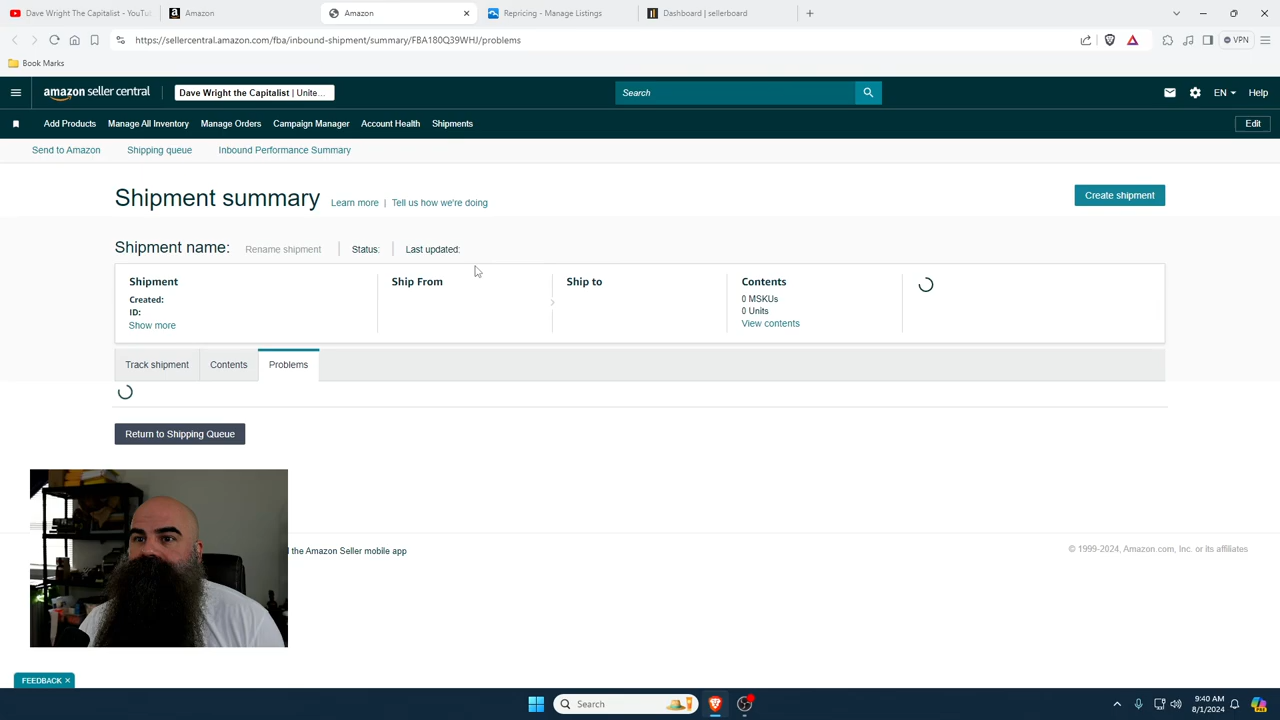 Dave Wright The Capitalist - YouTu
Amazon
Amazon
Repricing - Manage Listings
Dashboard | sellerboard
https://sellercentral.amazon.com/fba/inbound-shipment/summary/FBA180Q39WHJ/problems
VPN
Book Marks
amazon seller central
Dave Wright the Capitalist | Unite...
Search
EN
Help
Add Products
Manage All Inventory
Manage Orders
Campaign Manager
Account Health
Shipments
Edit
Send to Amazon
Shipping queue
Inbound Performance Summary
Shipment summary
Learn more | Tell us how we're doing
Create shipment
Shipment name:
Rename shipment
Status:
Last updated:
Shipment
Created:
ID:
Show more
Ship From
Ship to
Contents
0 MSKUs
0 Units
View contents
Track shipment
Contents
Problems
Return to Shipping Queue
the Amazon Seller mobile app
© 1999-2024, Amazon.com, Inc. or its affiliates
FEEDBACK ×
Search
9:40 AM
8/1/2024